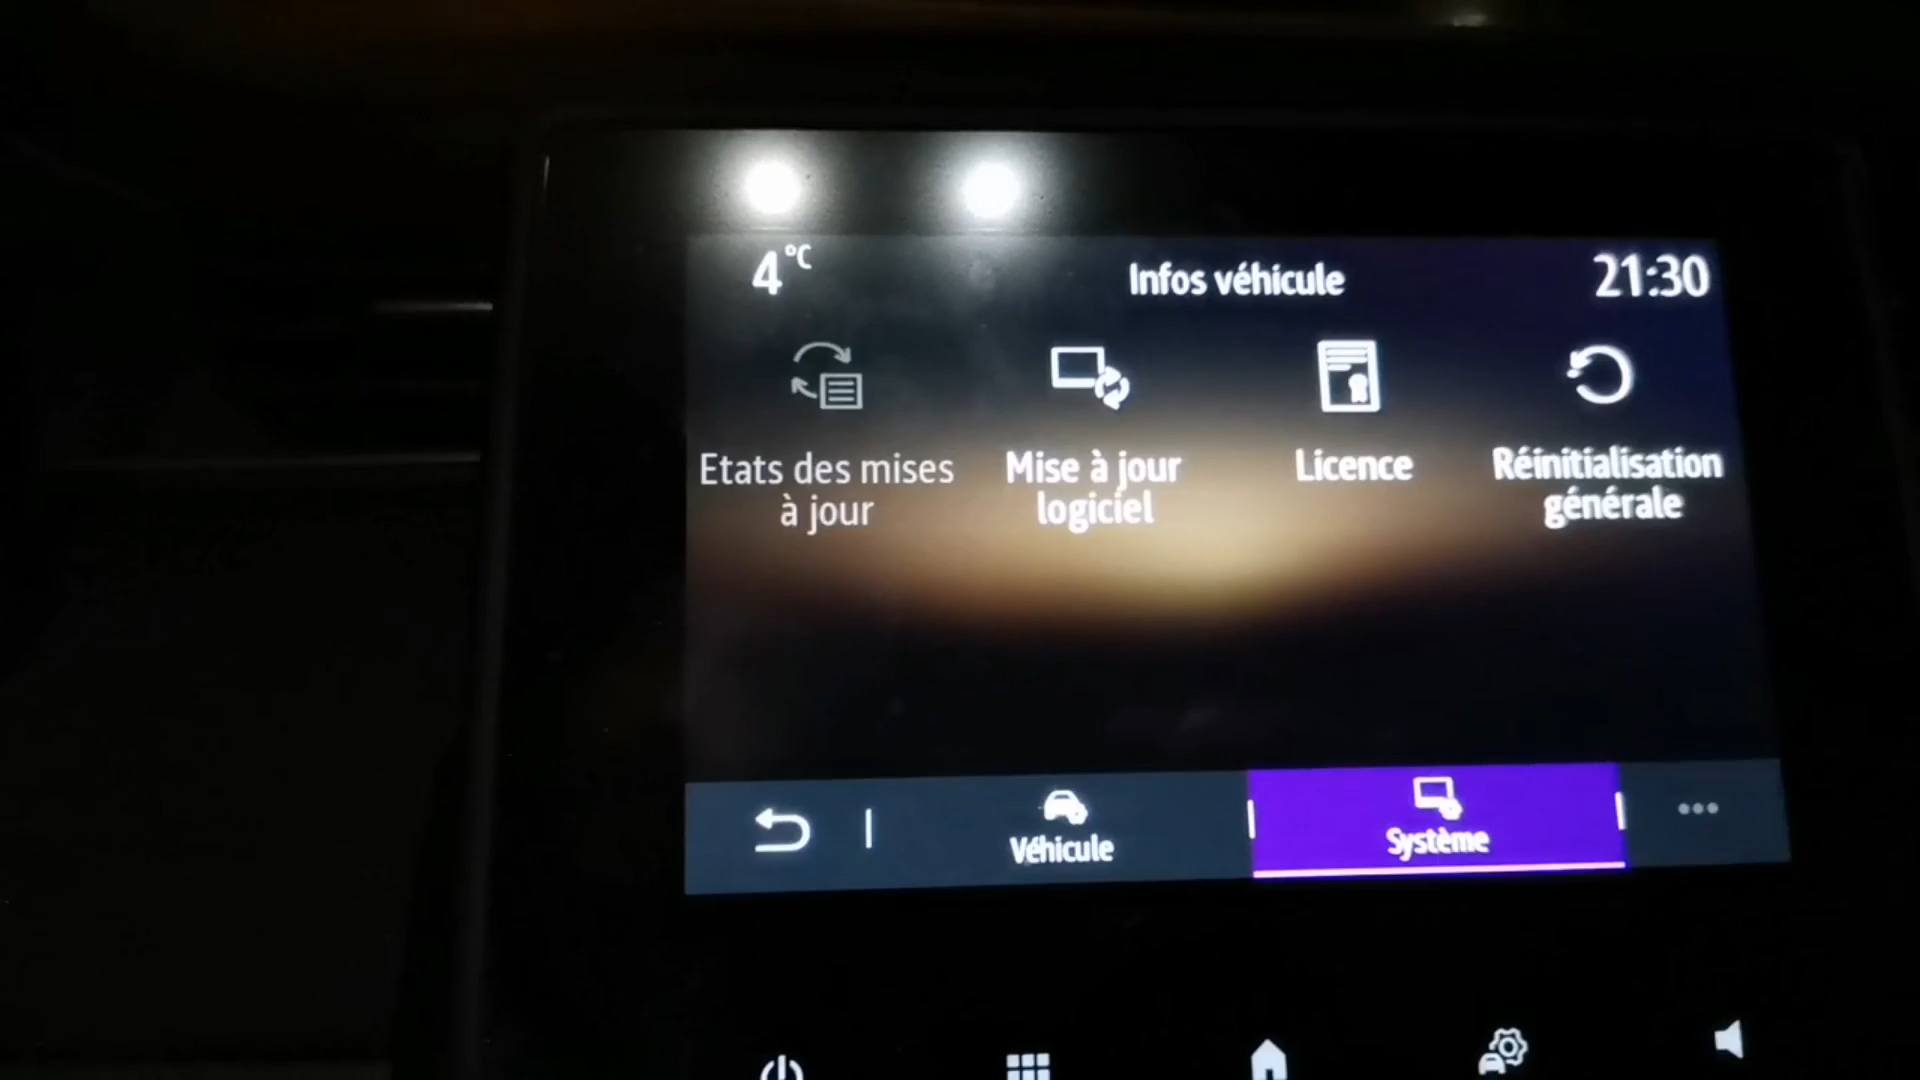 4°C
Infos véhicule
21:30
Etats des mises
à jour
Mise à jour
logiciel
Licence
Réinitialisation
générale
Véhicule
Système